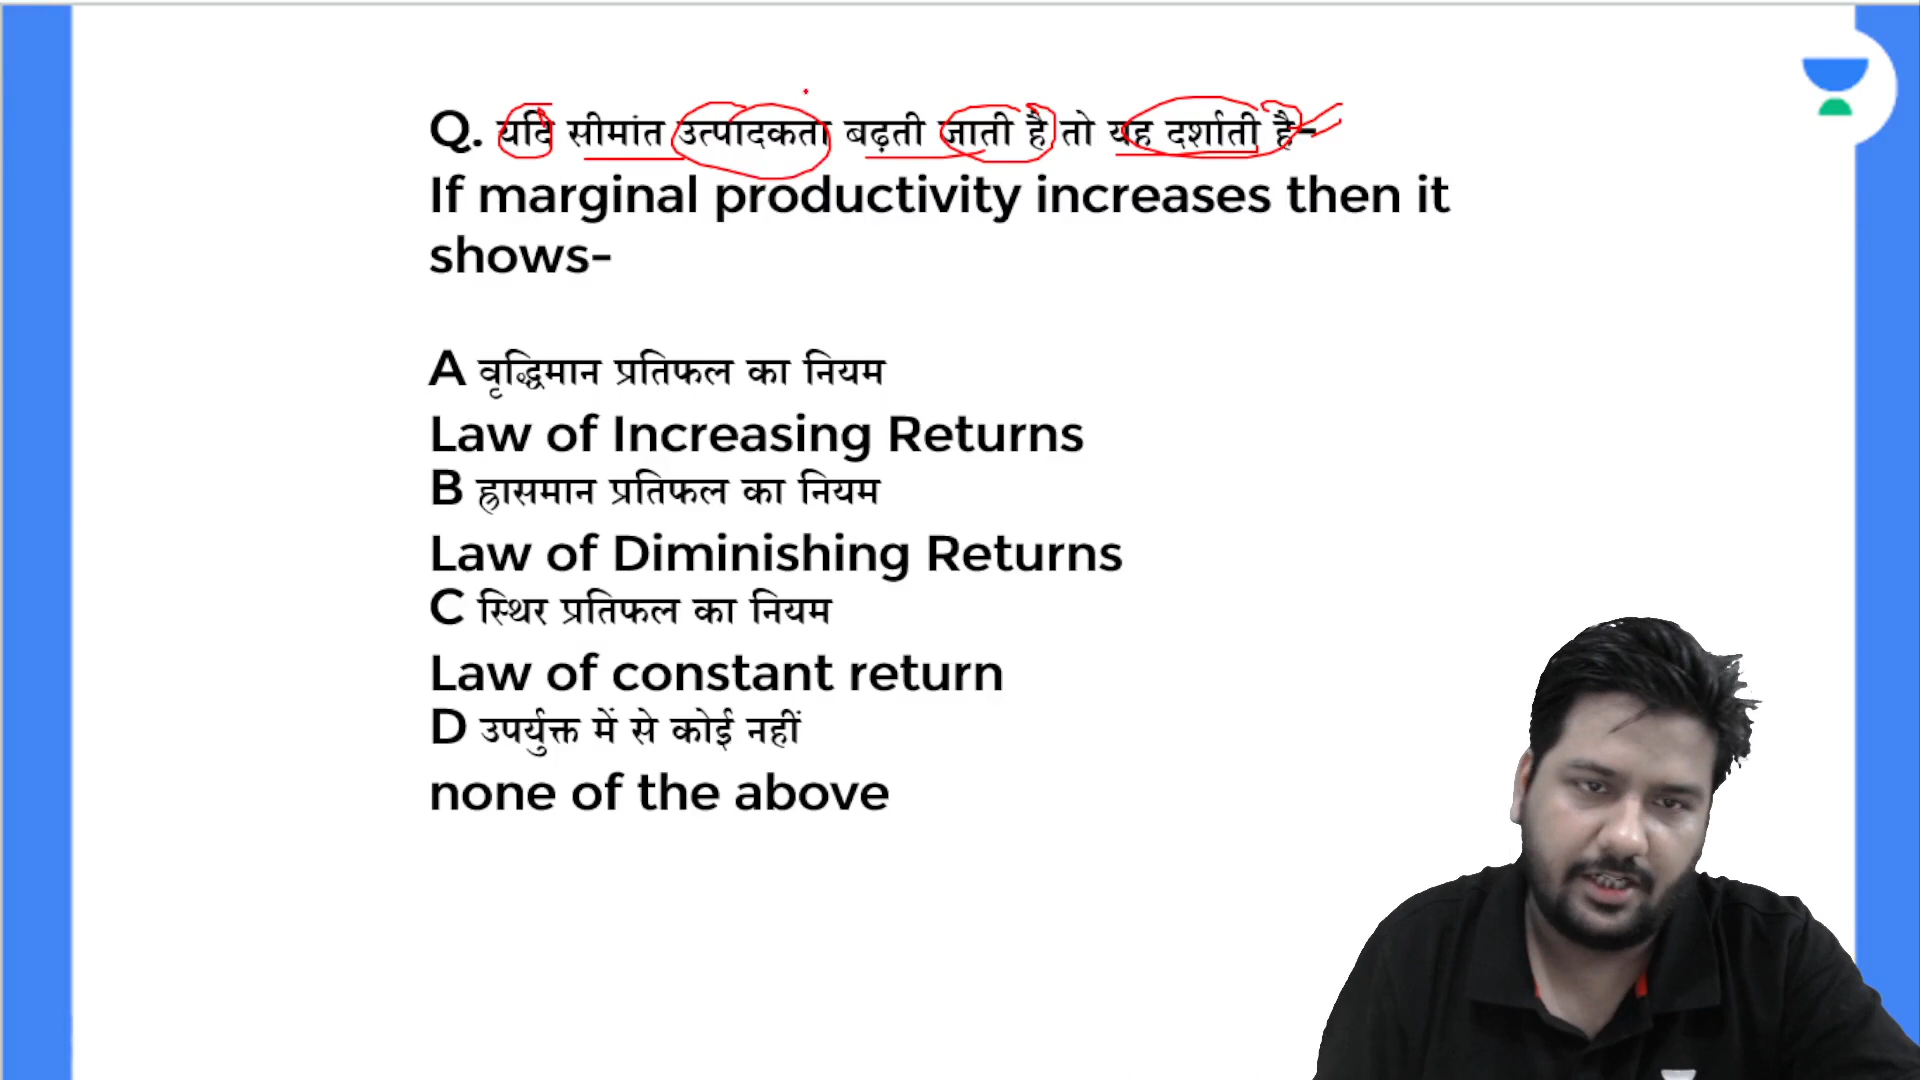 Q. यदि सीमांत उत्पादकता बढ़ती जाती है तो यह दर्शाती है-
If marginal productivity increases then it
shows-
A वृद्धिमान प्रतिफल का नियम
Law of Increasing Returns
B ह्रासमान प्रतिफल का नियम
Law of Diminishing Returns
C स्थिर प्रतिफल का नियम
Law of constant return
D उपर्युक्त में से कोई नहीं
none of the above